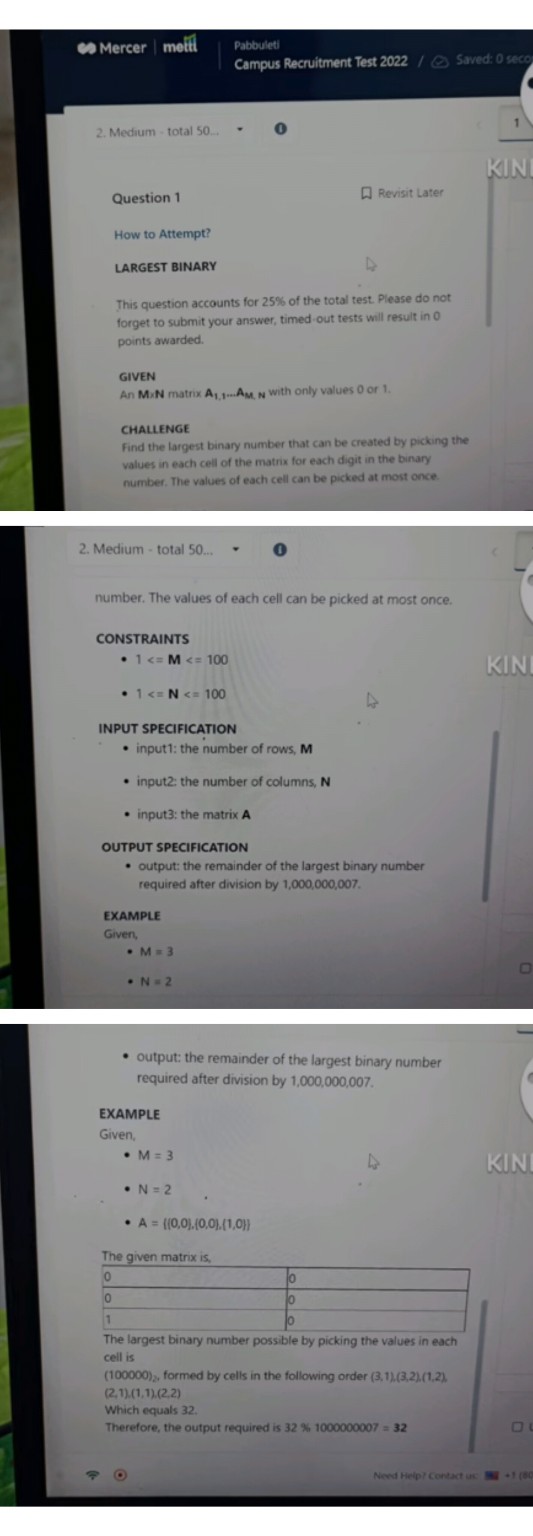 Mercer | mettl
Pabbuleti
Campus Recruitment Test 2022 / Saved: 0 seco
2. Medium - total 50...
1
KIN
Question 1
Revisit Later
How to Attempt?
LARGEST BINARY
This question accounts for 25% of the total test. Please do not
forget to submit your answer, timed-out tests will result in 0
points awarded.
GIVEN
An MxN matrix A1,1...AM, N with only values 0 or 1.
CHALLENGE
Find the largest binary number that can be created by picking the
values in each cell of the matrix for each digit in the binary
number. The values of each cell can be picked at most once.
2. Medium - total 50...
number. The values of each cell can be picked at most once.
KIN
CONSTRAINTS
• 1 <= M <= 100
• 1 <= N <= 100
INPUT SPECIFICATION
• input1: the number of rows, M
• input2: the number of columns, N
• input3: the matrix A
OUTPUT SPECIFICATION
• output: the remainder of the largest binary number
required after division by 1,000,000,007.
EXAMPLE
Given,
• M = 3
• N = 2
• output: the remainder of the largest binary number
required after division by 1,000,000,007.
EXAMPLE
Given,
• M = 3
KIN
• N = 2
• A = {{0,0},{0,0},{1,0}}
The given matrix is,
0 0
0 0
1 0
The largest binary number possible by picking the values in each
cell is
(100000)2, formed by cells in the following order (3,1),(3,2),(1,2),
(2,1),(1,1),(2,2)
Which equals 32.
Therefore, the output required is 32 % 1000000007 = 32
Need Help? Contact us: +1 (80